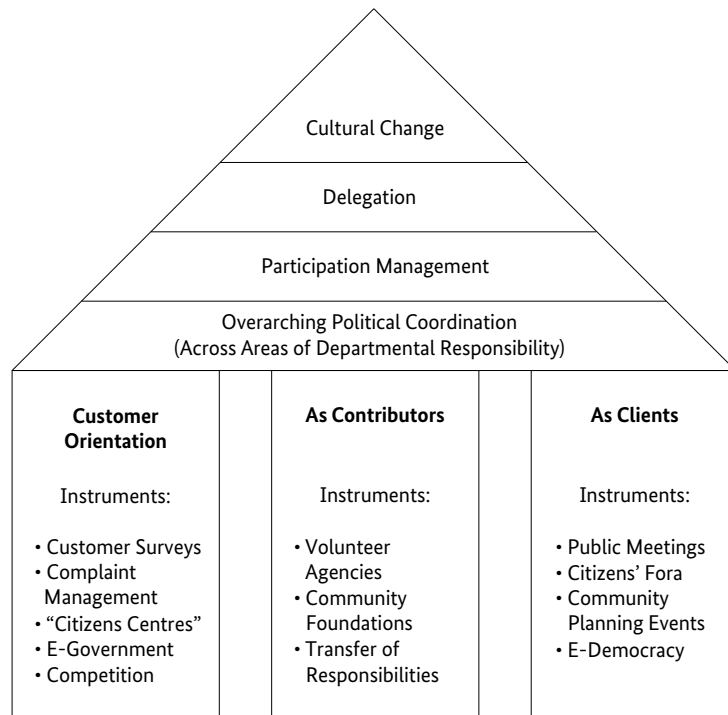 Cultural Change
Delegation
Participation Management
Overarching Political Coordination
(Across Areas of Departmental Responsibility)
Customer
Orientation
Instruments:
• Customer Surveys
• Complaint
Management
• “Citizens Centres”
• E-Government
• Competition
As Contributors
Instruments:
• Volunteer
Agencies
• Community
Foundations
• Transfer of
Responsibilities
As Clients
Instruments:
• Public Meetings
• Citizens’ Fora
• Community
Planning Events
• E-Democracy